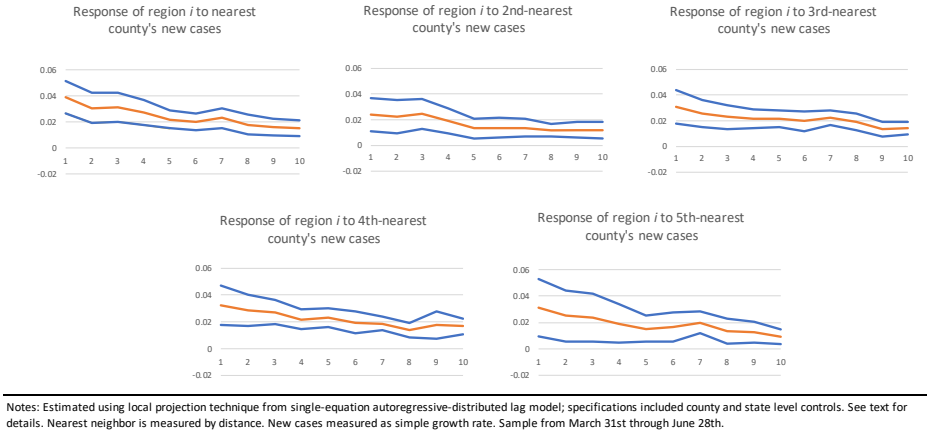 Response of region i to nearest
county's new cases
0.06
0.04
0.02
0
-0.02
1 2 3 4 5 6 7 8 9 10
Response of region i to 2nd-nearest
county's new cases
0.06
0.04
0.02
0
-0.02
1 2 3 4 5 6 7 8 9 10
Response of region i to 3rd-nearest
county's new cases
0.06
0.04
0.02
0
-0.02
1 2 3 4 5 6 7 8 9 10
Response of region i to 4th-nearest
county's new cases
0.06
0.04
0.02
0
-0.02
1 2 3 4 5 6 7 8 9 10
Response of region i to 5th-nearest
county's new cases
0.06
0.04
0.02
0
-0.02
1 2 3 4 5 6 7 8 9 10
Notes: Estimated using local projection technique from single-equation autoregressive-distributed lag model; specifications included county and state level controls. See text for
details. Nearest neighbor is measured by distance. New cases measured as simple growth rate. Sample from March 31st through June 28th.